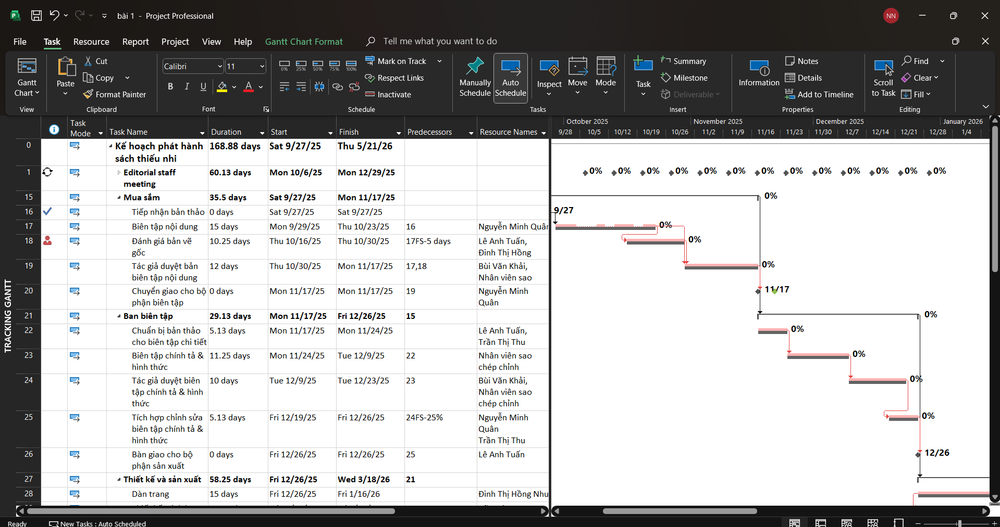 bài 1 - Project Professional
NN
File Task Resource Report Project View Help Gantt Chart Format Tell me what you want to do
Gantt Chart
View
Paste
Cut
Copy
Format Painter
Clipboard
Calibri 11
B I U A
Font
0% 25% 50% 75% 100%
Mark on Track
Respect Links
Inactivate
Schedule
Manually Schedule
Auto Schedule
Inspect
Move
Mode
Tasks
Task
Summary
Milestone
Deliverable
Insert
Information
Notes
Details
Add to Timeline
Properties
Scroll to Task
Find
Clear
Fill
Editing
TRACKING GANTT
Task Mode Task Name Duration Start Finish Predecessors Resource Names
October 2025 November 2025 December 2025 January 2026
9/28 10/5 10/12 10/19 10/26 11/2 11/9 11/16 11/23 11/30 12/7 12/14 12/21 12/28 1/4
0 Kế hoạch phát hành sách thiếu nhi 168.88 days Sat 9/27/25 Thu 5/21/26
1 Editorial staff meeting 60.13 days Mon 10/6/25 Mon 12/29/25
0% 0% 0% 0% 0% 0% 0% 0% 0% 0% 0% 0% 0%
15 Mua sắm 35.5 days Sat 9/27/25 Mon 11/17/25
0%
16 Tiếp nhận bản thảo 0 days Sat 9/27/25 Sat 9/27/25
9/27
17 Biên tập nội dung 15 days Mon 9/29/25 Thu 10/23/25 16 Nguyễn Minh Quân
0%
18 Đánh giá bản vẽ gốc 10.25 days Thu 10/16/25 Thu 10/30/25 17FS-5 days Lê Anh Tuấn, Đinh Thị Hồng
0%
19 Tác giả duyệt bản biên tập nội dung 12 days Thu 10/30/25 Mon 11/17/25 17,18 Bùi Văn Khải, Nhân viên sao
0%
20 Chuyển giao cho bộ phận biên tập 0 days Mon 11/17/25 Mon 11/17/25 19 Nguyễn Minh Quân
11/17
21 Ban biên tập 29.13 days Mon 11/17/25 Fri 12/26/25 15
0%
22 Chuẩn bị bản thảo cho biên tập chi tiết 5.13 days Mon 11/17/25 Mon 11/24/25 Lê Anh Tuấn, Trần Thị Thu
0%
23 Biên tập chính tả & hình thức 11.25 days Mon 11/24/25 Tue 12/9/25 22 Nhân viên sao chép chỉnh
0%
24 Tác giả duyệt biên tập chính tả & hình thức 10 days Tue 12/9/25 Tue 12/23/25 23 Bùi Văn Khải, Nhân viên sao chép chỉnh
0%
25 Tích hợp chỉnh sửa biên tập chính tả & hình thức 5.13 days Fri 12/19/25 Fri 12/26/25 24FS-25% Nguyễn Minh Quân Trần Thị Thu
0%
26 Bàn giao cho bộ phận sản xuất 0 days Fri 12/26/25 Fri 12/26/25 25 Lê Anh Tuấn
12/26
27 Thiết kế và sản xuất 58.25 days Fri 12/26/25 Wed 3/18/26 21
28 Dàn trang 15 days Fri 12/26/25 Fri 1/16/26 Đinh Thị Hồng Nhu
Ready New Tasks : Auto Scheduled